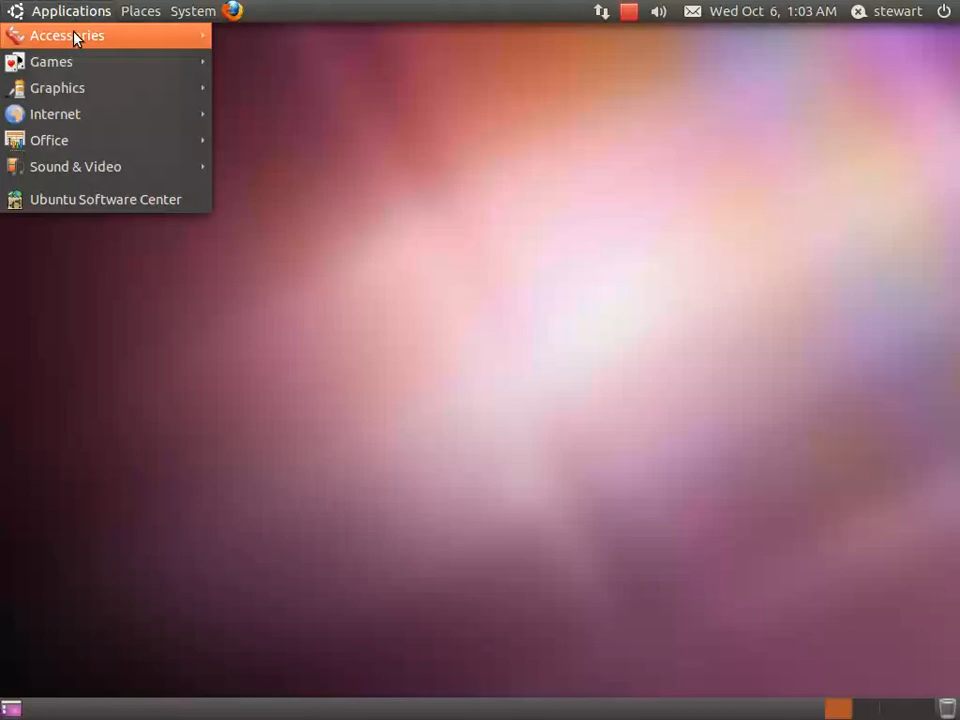 Applications Places System Wed Oct 6, 1:03 AM stewart
Accessories
Games
Graphics
Internet
Office
Sound & Video
Ubuntu Software Center